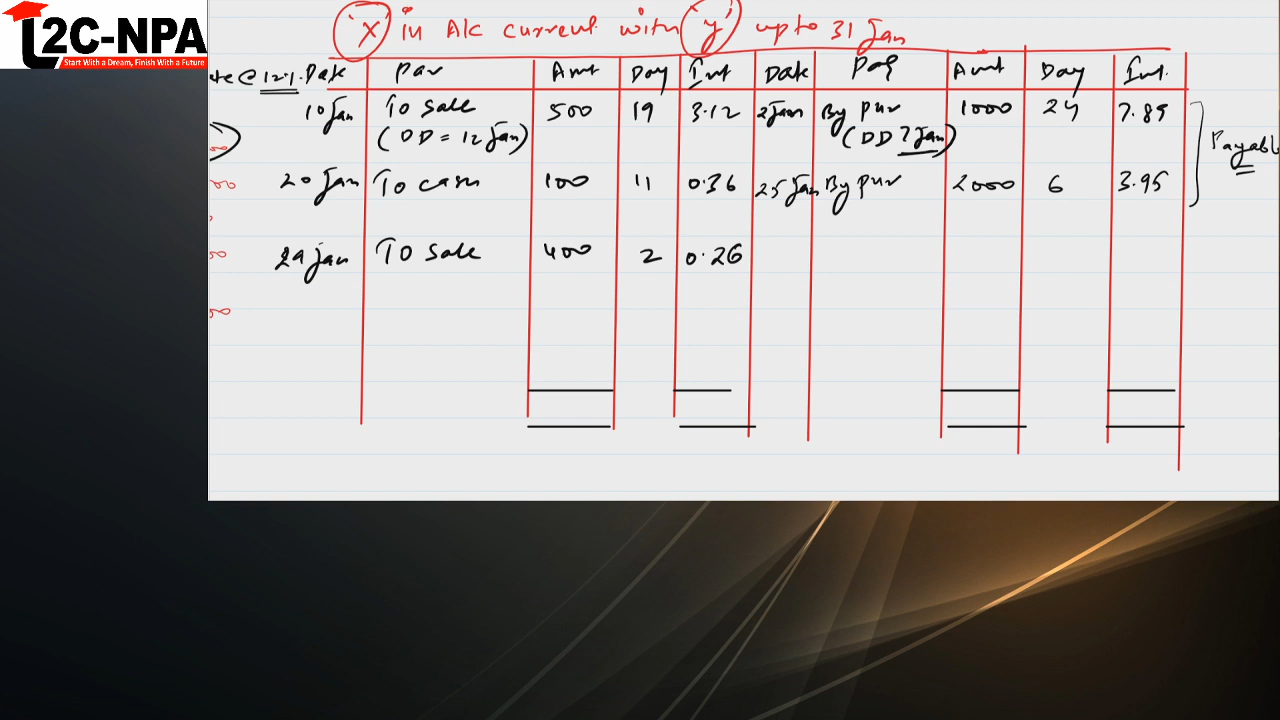 L2C-NPA
Start With a Dream, Finish With a Future
'X' in A/c current with 'y' upto 31 Jan
te @ 12%. Date Par Amt Day Int Date Par Amt Day Int.
10 Jan To Sale 500 19 3.12 2 Jan By pur 1000 24 7.89
(DD = 12 Jan) (DD 7 Jan) Payabl
20 Jan To cash 100 11 0.36 25 Jan By pur 2000 6 3.95
29 jan To Sale 400 2 0.26